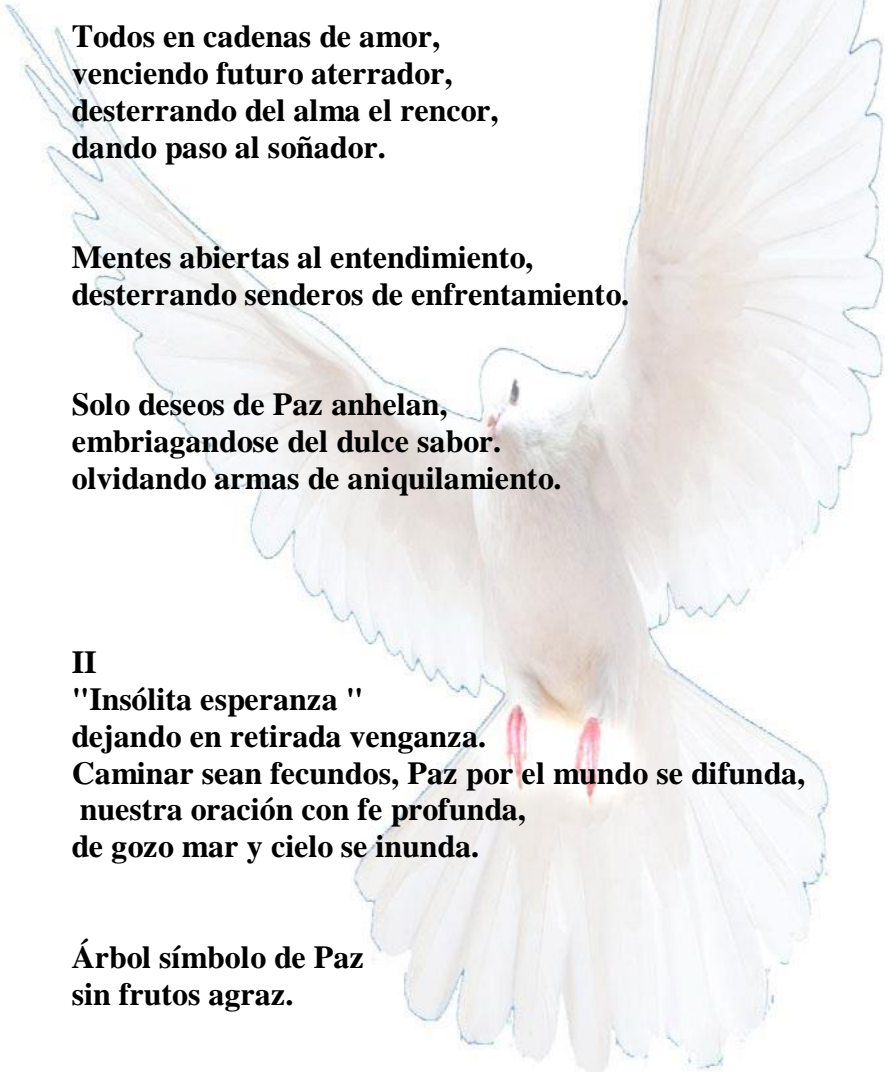 Todos en cadenas de amor,
venciendo futuro aterrador,
desterrando del alma el rencor,
dando paso al soñador.
Mentes abiertas al entendimiento,
desterrando senderos de enfrentamiento.
Solo deseos de Paz anhelan,
embriagandose del dulce sabor.
olvidando armas de aniquilamiento.
II
"Insólita esperanza "
dejando en retirada venganza.
Caminar sean fecundos, Paz por el mundo se difunda,
nuestra oración con fe profunda,
de gozo mar y cielo se inunda.
Árbol símbolo de Paz
sin frutos agraz.